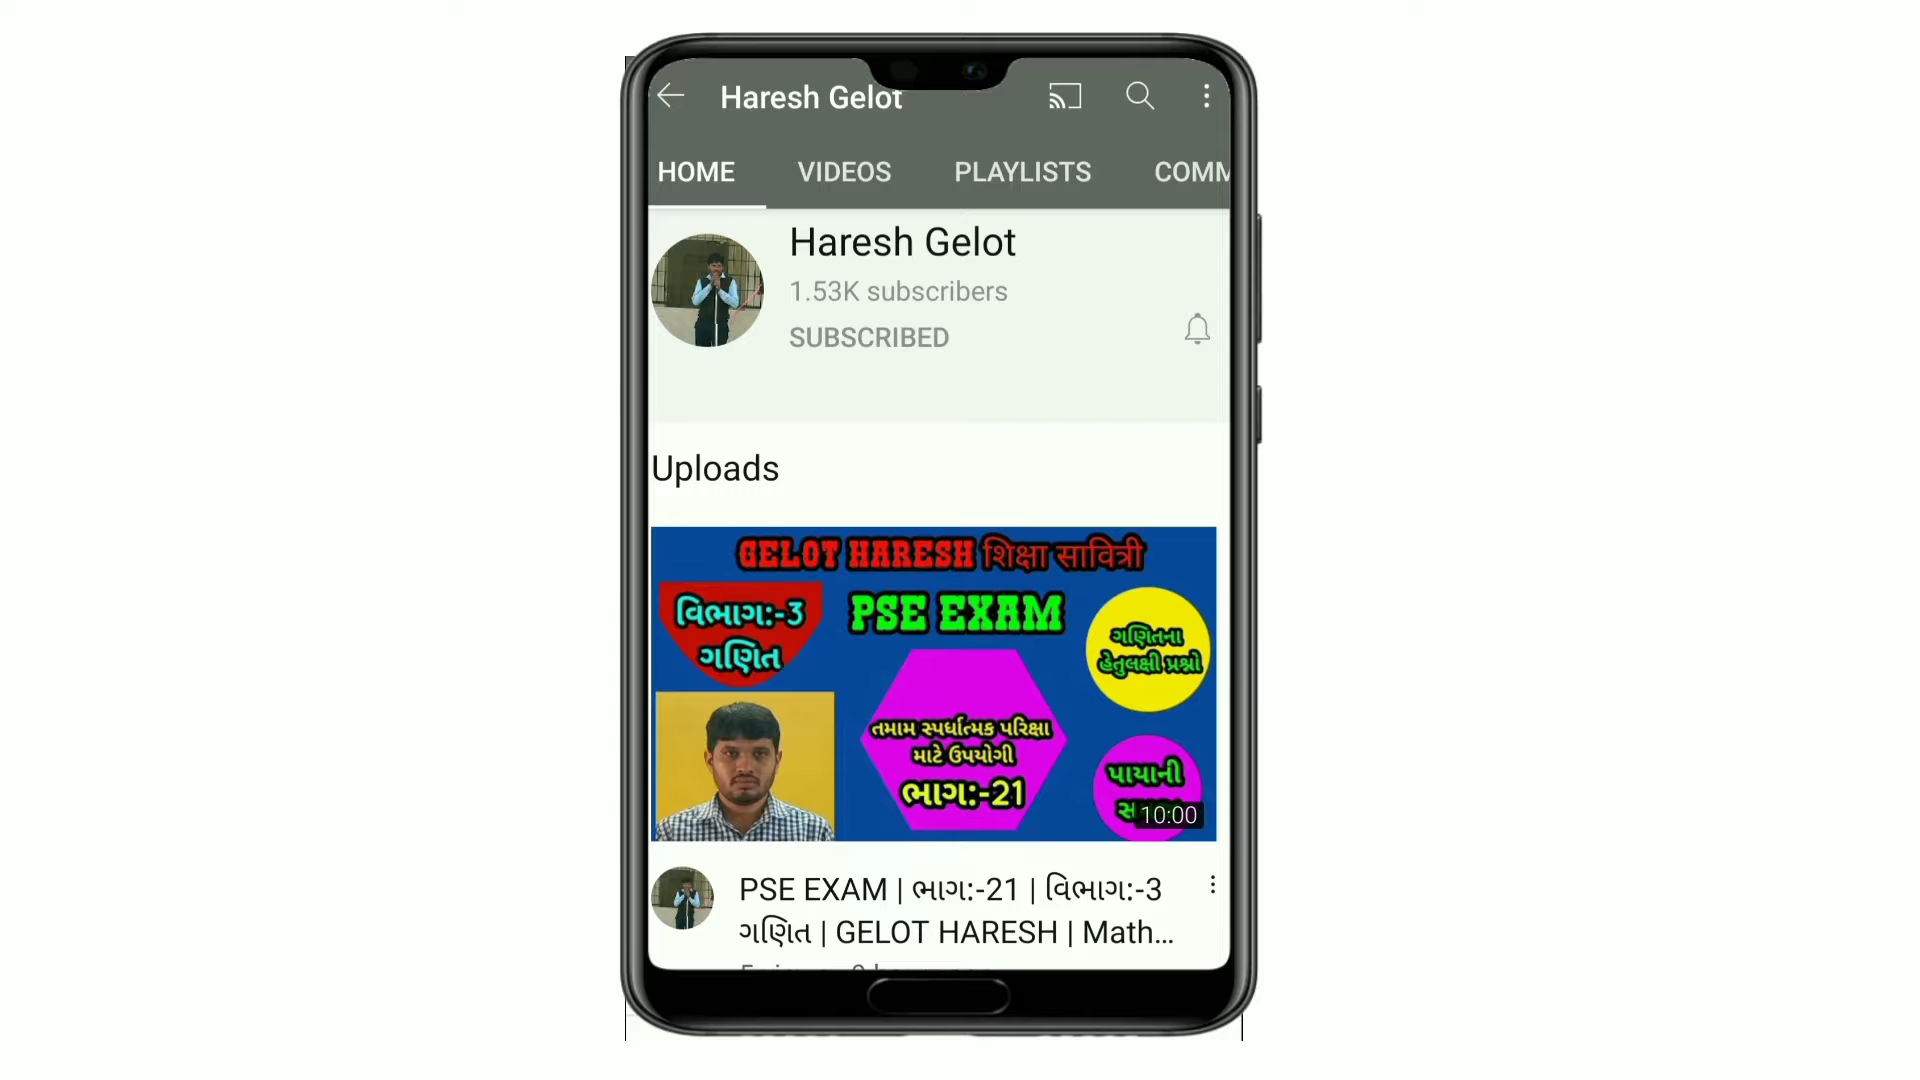 Haresh Gelot
HOME VIDEOS PLAYLISTS COMM
Haresh Gelot
1.53K subscribers
SUBSCRIBED
Uploads
GELOT HARESH शिक्षा सावित्री
વિભાગ:-3
ગણિત
PSE EXAM
ગણિતના
હેતુલક્ષી પ્રશ્નો
તમામ સ્પર્ધાત્મક પરિક્ષા
માટે ઉપયોગી
ભાગ:-21
પાયાની
10:00
PSE EXAM | ભાગ:-21 | વિભાગ:-3
ગણિત | GELOT HARESH | Math...